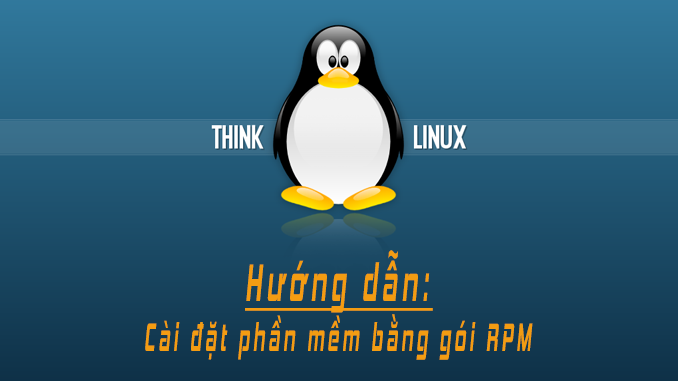 THINK LINUX
Hướng dẫn:
Cài đặt phần mềm bằng gói RPM